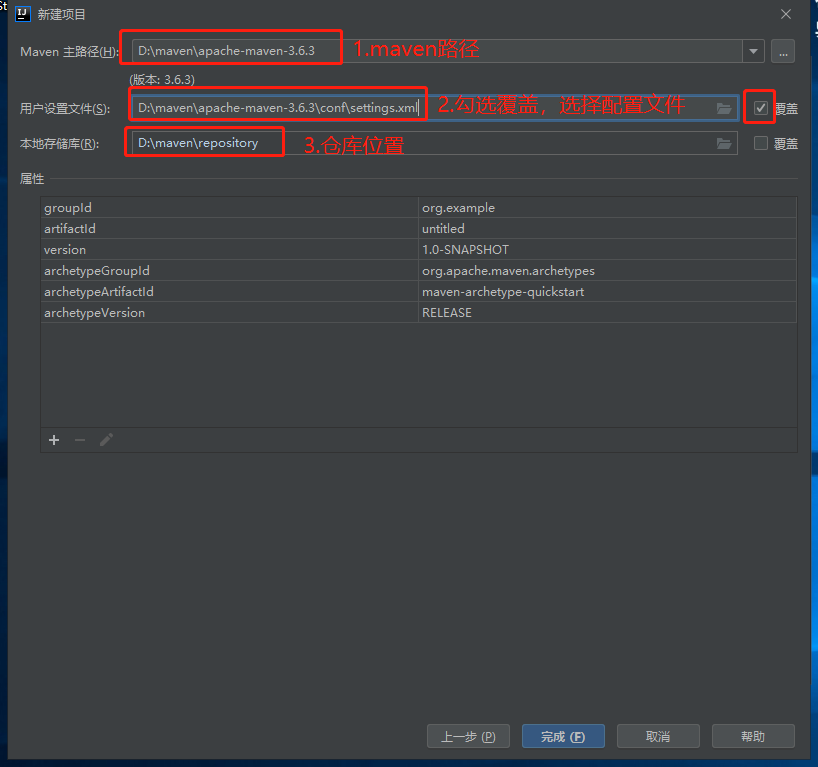 St
新建项目
Maven 主路径(H): D:\maven\apache-maven-3.6.3 1.maven路径 ...
(版本: 3.6.3)
用户设置文件(S): D:\maven\apache-maven-3.6.3\conf\settings.xml 2.勾选覆盖，选择配置文件 覆盖
本地存储库(R): D:\maven\repository 3.仓库位置 覆盖
属性
groupId org.example
artifactId untitled
version 1.0-SNAPSHOT
archetypeGroupId org.apache.maven.archetypes
archetypeArtifactId maven-archetype-quickstart
archetypeVersion RELEASE
上一步 (P) 完成 (F) 取消 帮助